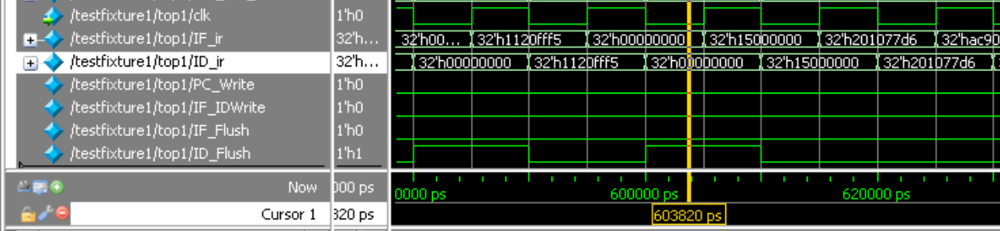 /testfixture1/top1/clk 1'h0
/testfixture1/top1/IF_ir 32'h... 32'h00... 32'h1120fff5 32'h00000000 32'h15000000 32'h201077d6 32'hac90
/testfixture1/top1/ID_ir 32'h... 32'h00000000 32'h1120fff5 32'h00000000 32'h15000000 32'h201077d6
/testfixture1/top1/PC_Write 1'h0
/testfixture1/top1/IF_IDWrite 1'h0
/testfixture1/top1/IF_Flush 1'h0
/testfixture1/top1/ID_Flush 1'h1
Now 000 ps 0000 ps 600000 ps 620000 ps
Cursor 1 820 ps 603820 ps